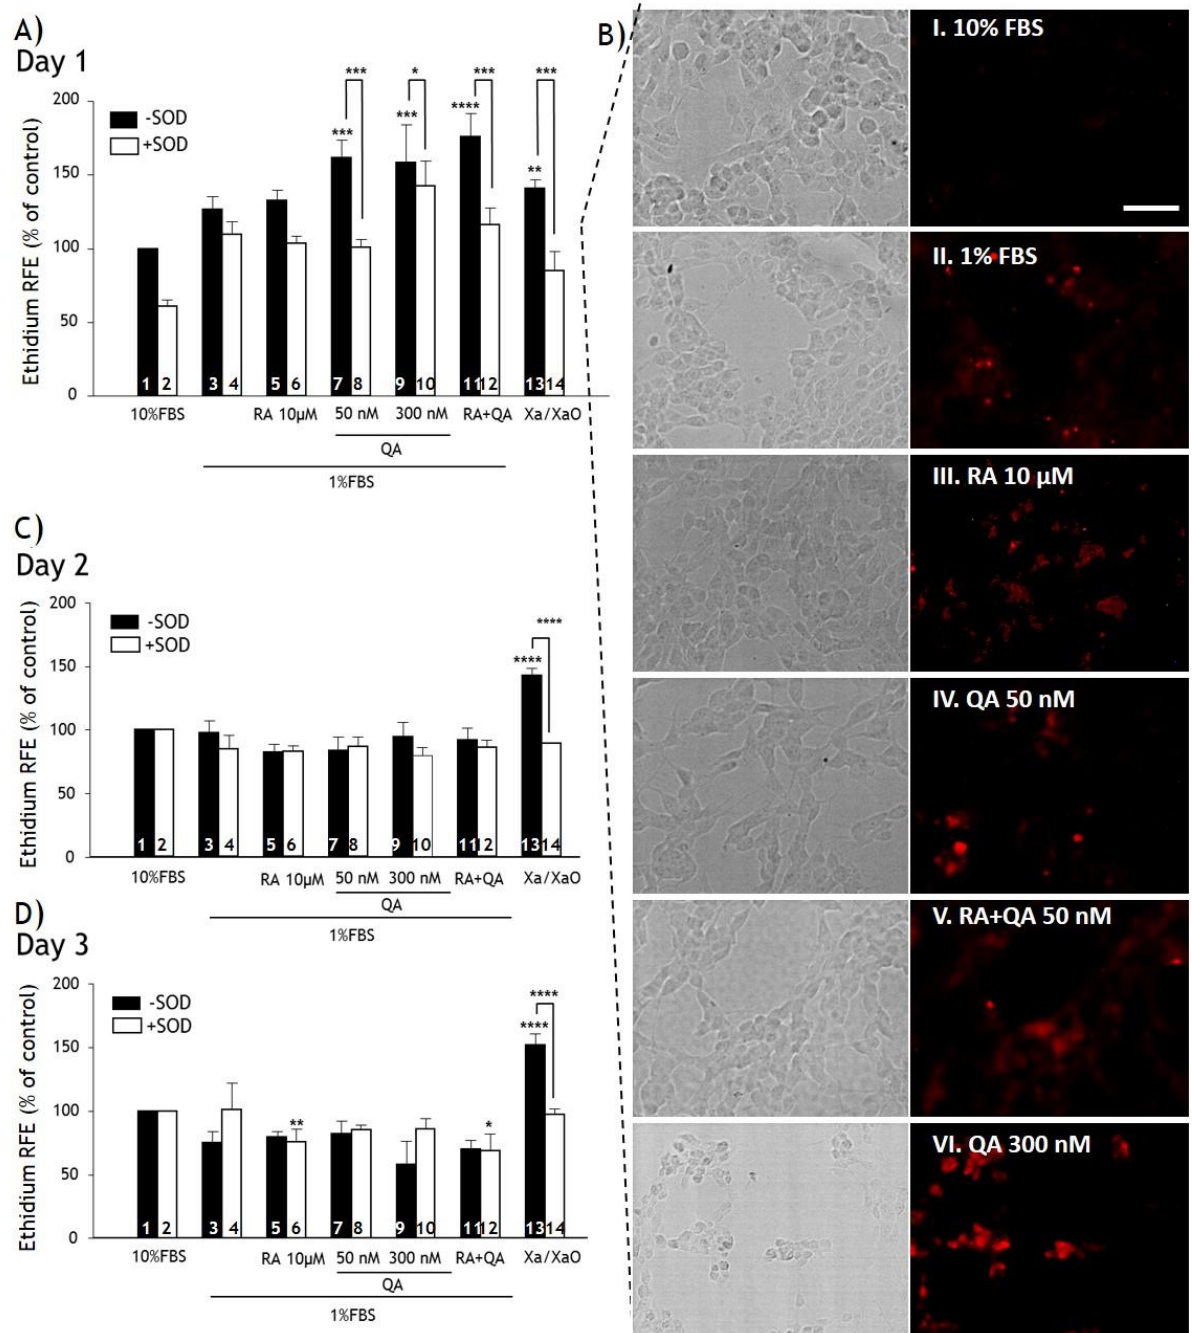 A)
Day 1
*** * *** ***
**** *** *** **
200
-SOD
+SOD
150
100
50
0
Ethidium RFE (% of control)
1 2 3 4 5 6 7 8 9 10 11 12 13 14
10%FBS RA 10µM 50 nM 300 nM RA+QA Xa/XaO
QA
1%FBS
C)
Day 2
200
-SOD
+SOD
****
****
150
100
50
0
Ethidium RFE (% of control)
1 2 3 4 5 6 7 8 9 10 11 12 13 14
10%FBS RA 10µM 50 nM 300 nM RA+QA Xa/XaO
QA
1%FBS
D)
Day 3
200
-SOD
+SOD
****
****
150
** *
100
50
0
Ethidium RFE (% of control)
1 2 3 4 5 6 7 8 9 10 11 12 13 14
10%FBS RA 10µM 50 nM 300 nM RA+QA Xa/XaO
QA
1%FBS
B)
I. 10% FBS
II. 1% FBS
III. RA 10 µM
IV. QA 50 nM
V. RA+QA 50 nM
VI. QA 300 nM